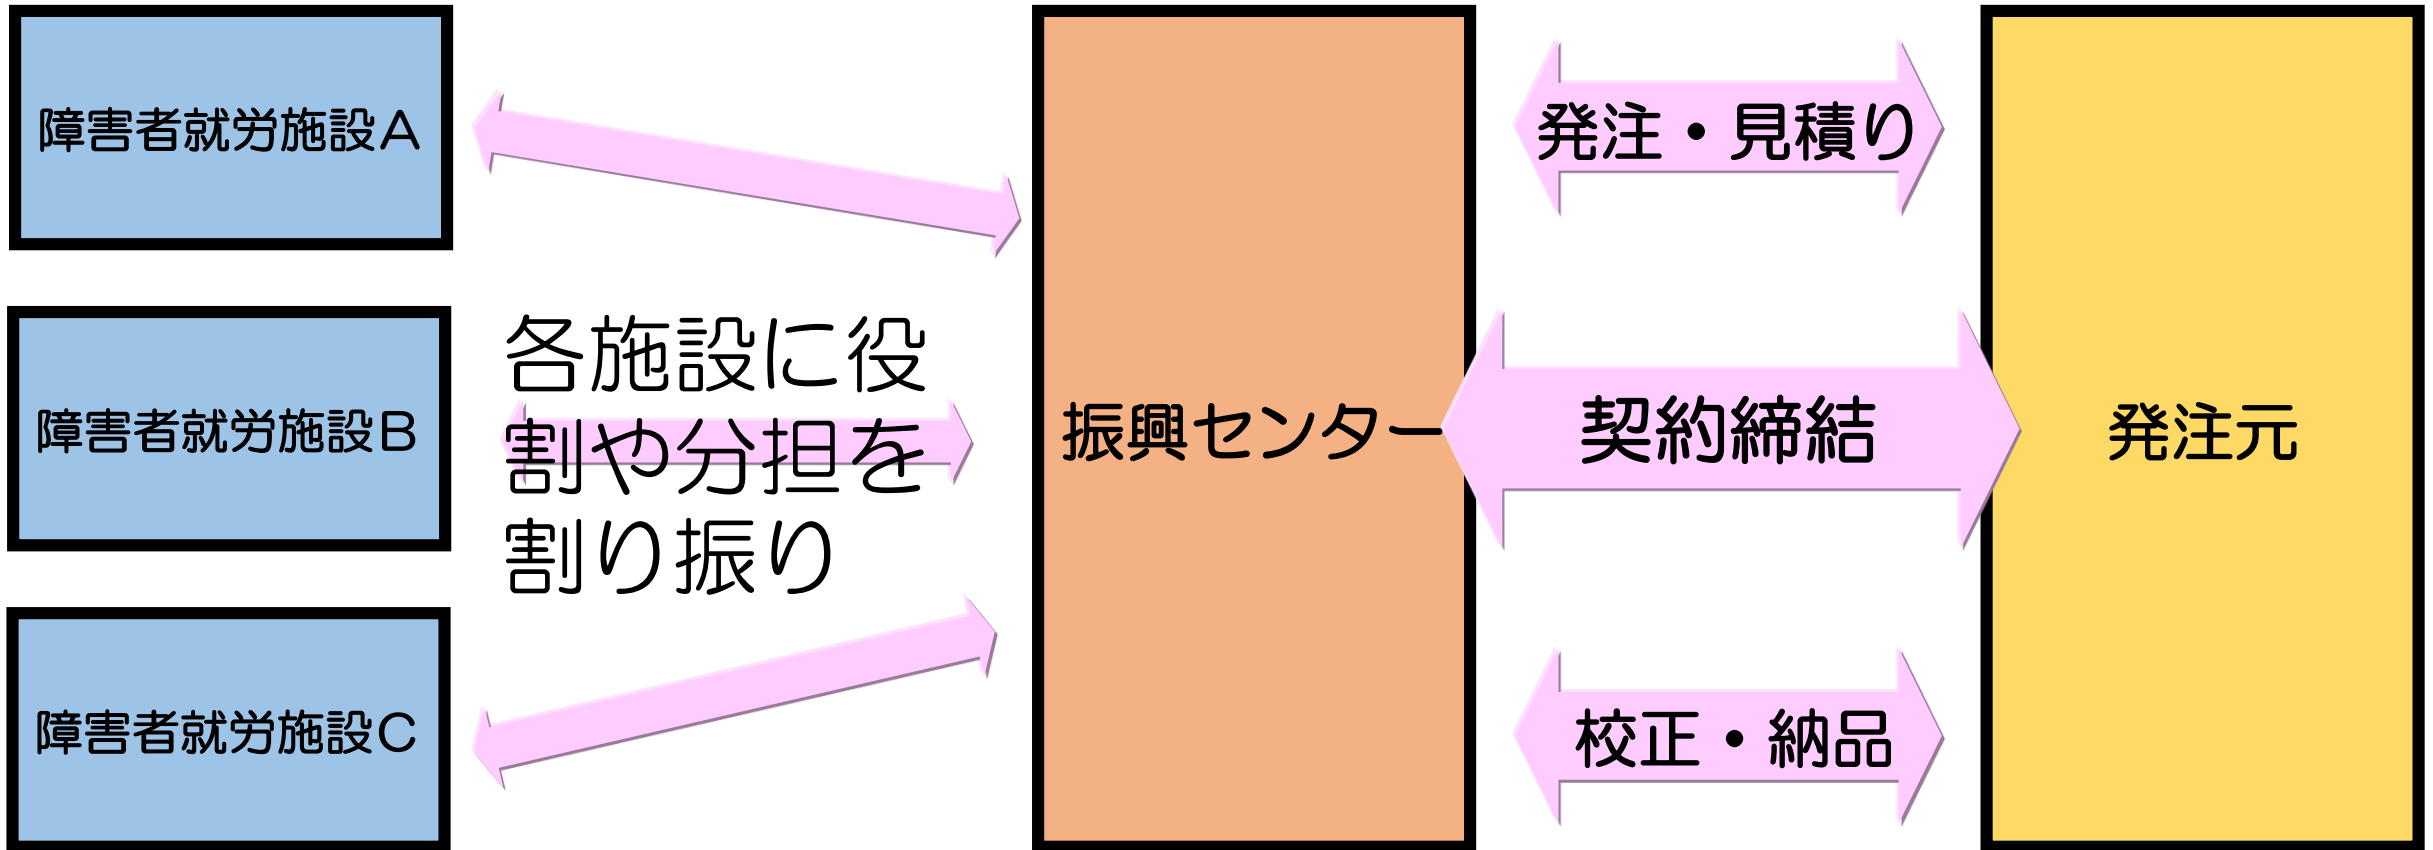 障害者就労施設A
障害者就労施設B
障害者就労施設C
各施設に役
割や分担を
割り振り
振興センター
発注・見積り
契約締結
校正・納品
発注元